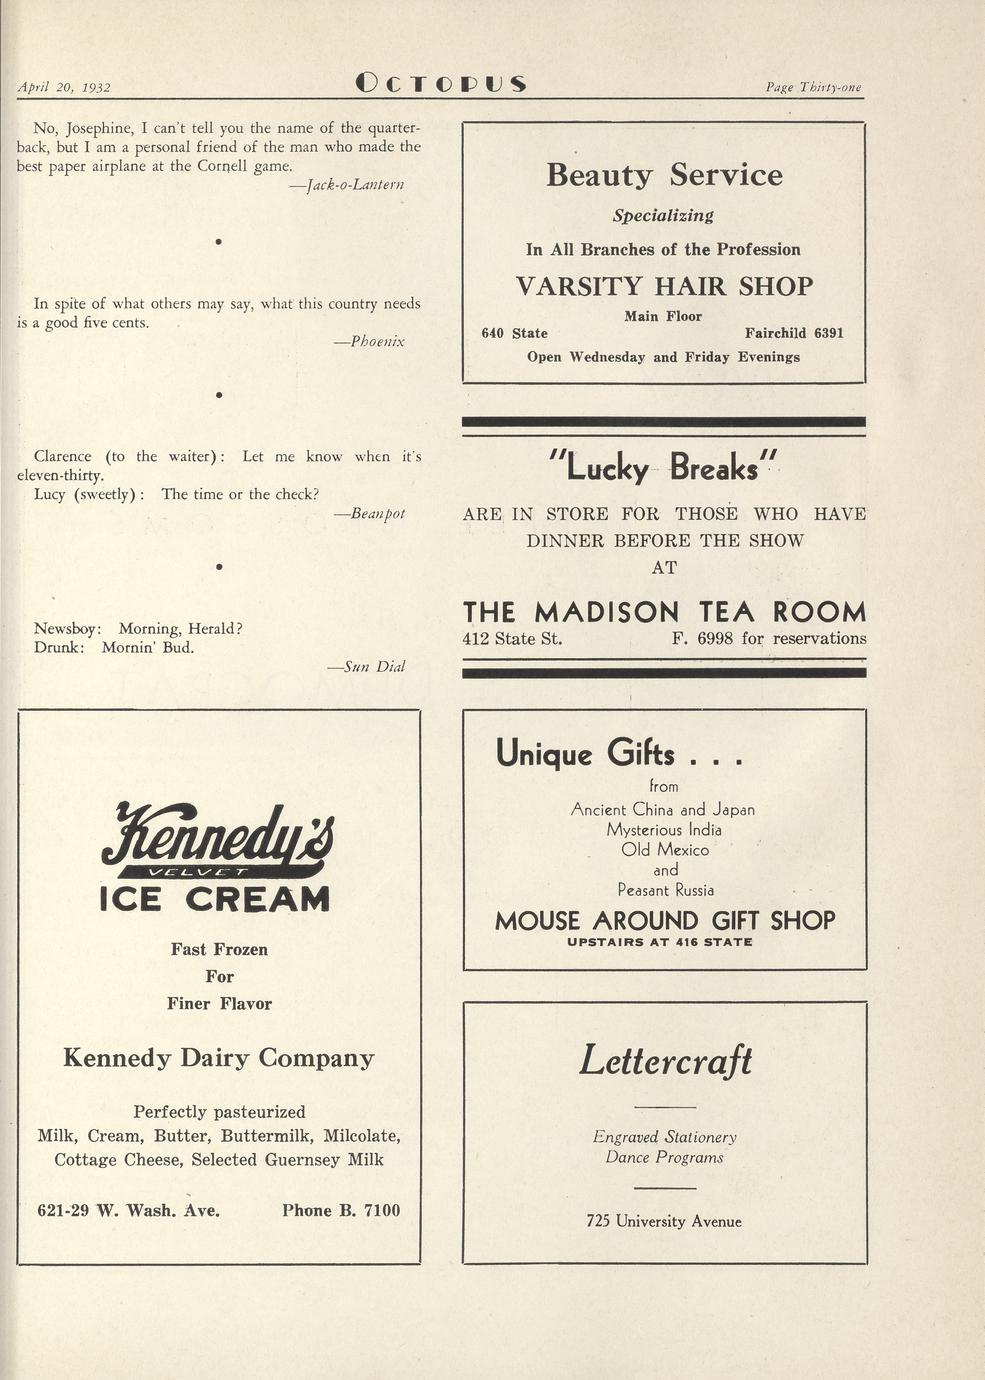 April 20, 1932
OCTOPUS
Page Thirty-one
No, Josephine, I can't tell you the name of the quarter-
back, but I am a personal friend of the man who made the
best paper airplane at the Cornell game.
—Jack-o-Lantern
•
In spite of what others may say, what this country needs
is a good five cents.
—Phoenix
•
Clarence (to the waiter): Let me know when it's
eleven-thirty.
Lucy (sweetly): The time or the check?
—Beanpot
•
Newsboy: Morning, Herald?
Drunk: Mornin' Bud.
—Sun Dial
Kennedy's
VELVET
ICE CREAM
Fast Frozen
For
Finer Flavor
Kennedy Dairy Company
Perfectly pasteurized
Milk, Cream, Butter, Buttermilk, Milcolate,
Cottage Cheese, Selected Guernsey Milk
621-29 W. Wash. Ave. Phone B. 7100
Beauty Service
Specializing
In All Branches of the Profession
VARSITY HAIR SHOP
Main Floor
640 State Fairchild 6391
Open Wednesday and Friday Evenings
"Lucky Breaks"
ARE IN STORE FOR THOSE WHO HAVE
DINNER BEFORE THE SHOW
AT
THE MADISON TEA ROOM
412 State St. F. 6998 for reservations
Unique Gifts . . .
from
Ancient China and Japan
Mysterious India
Old Mexico
and
Peasant Russia
MOUSE AROUND GIFT SHOP
UPSTAIRS AT 416 STATE
Lettercraft
Engraved Stationery
Dance Programs
725 University Avenue